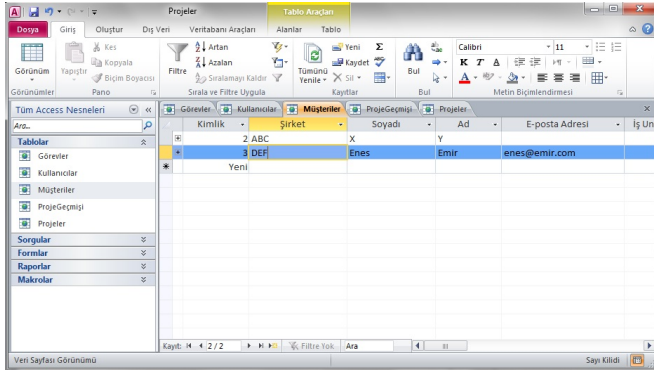 Projeler
Tablo Araçları
Dosya Giriş Oluştur Dış Veri Veritabanı Araçları Alanlar Tablo
Görünüm
Yapıştır
Kes
Kopyala
Biçim Boyacısı
Filtre
Artan
Azalan
Sıralamayı Kaldır
Tümünü Yenile
Yeni
Kaydet
Sil
Σ
Bul
Calibri 11
K T A
Görünümler Pano Sırala ve Filtre Uygula Kayıtlar Bul Metin Biçimlendirmesi
Tüm Access Nesneleri
Ara...
Tablolar
Görevler
Kullanıcılar
Müşteriler
ProjeGeçmişi
Projeler
Sorgular
Formlar
Raporlar
Makrolar
Görevler Kullanıcılar Müşteriler ProjeGeçmişi Projeler
Kimlik Şirket Soyadı Ad E-posta Adresi İş Un
2 ABC X Y
3 DEF Enes Emir enes@emir.com
Yeni
Kayıt: 2 / 2 Filtre Yok Ara
Veri Sayfası Görünümü Sayı Kilidi